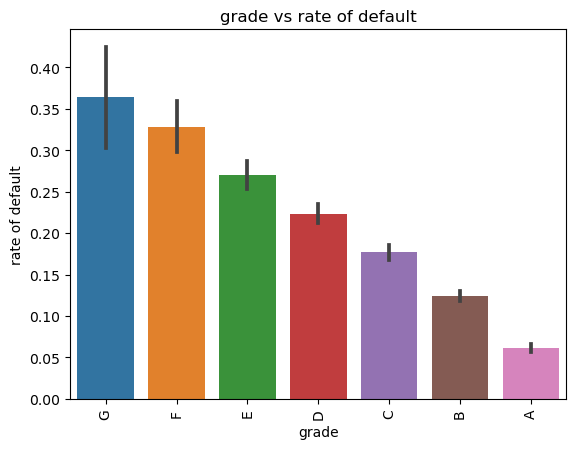 grade vs rate of default
rate of default
0.40
0.35
0.30
0.25
0.20
0.15
0.10
0.05
0.00
G F E D C B A
grade